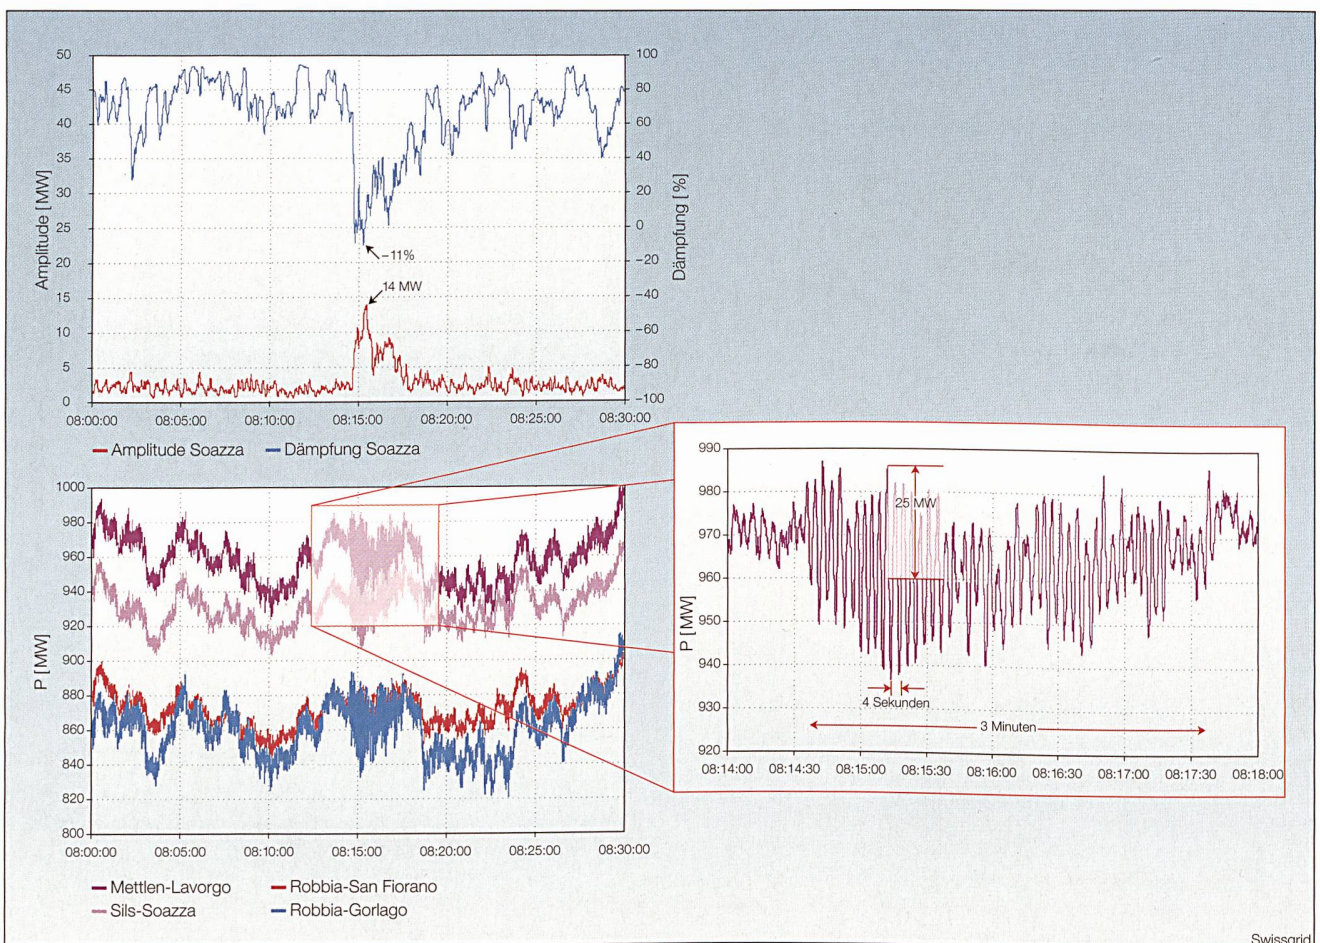 50
45
40
35
30
25
20
15
10
5
0
Amplitude [MW]
100
80
60
40
20
0
−20
−40
−60
−80
−100
Dämpfung [%]
−11%
14 MW
08:00:00 08:05:00 08:10:00 08:15:00 08:20:00 08:25:00 08:30:00
Amplitude Soazza Dämpfung Soazza
1000
980
960
940
920
900
880
860
840
820
800
P [MW]
08:00:00 08:05:00 08:10:00 08:15:00 08:20:00 08:25:00 08:30:00
Mettlen-Lavorgo Robbia-San Fiorano
Sils-Soazza Robbia-Gorlago
990
980
970
960
950
940
930
920
P [MW]
25 MW
4 Sekunden
3 Minuten
08:14:00 08:14:30 08:15:00 08:15:30 08:16:00 08:16:30 08:17:00 08:17:30 08:18:00
Swissgrid